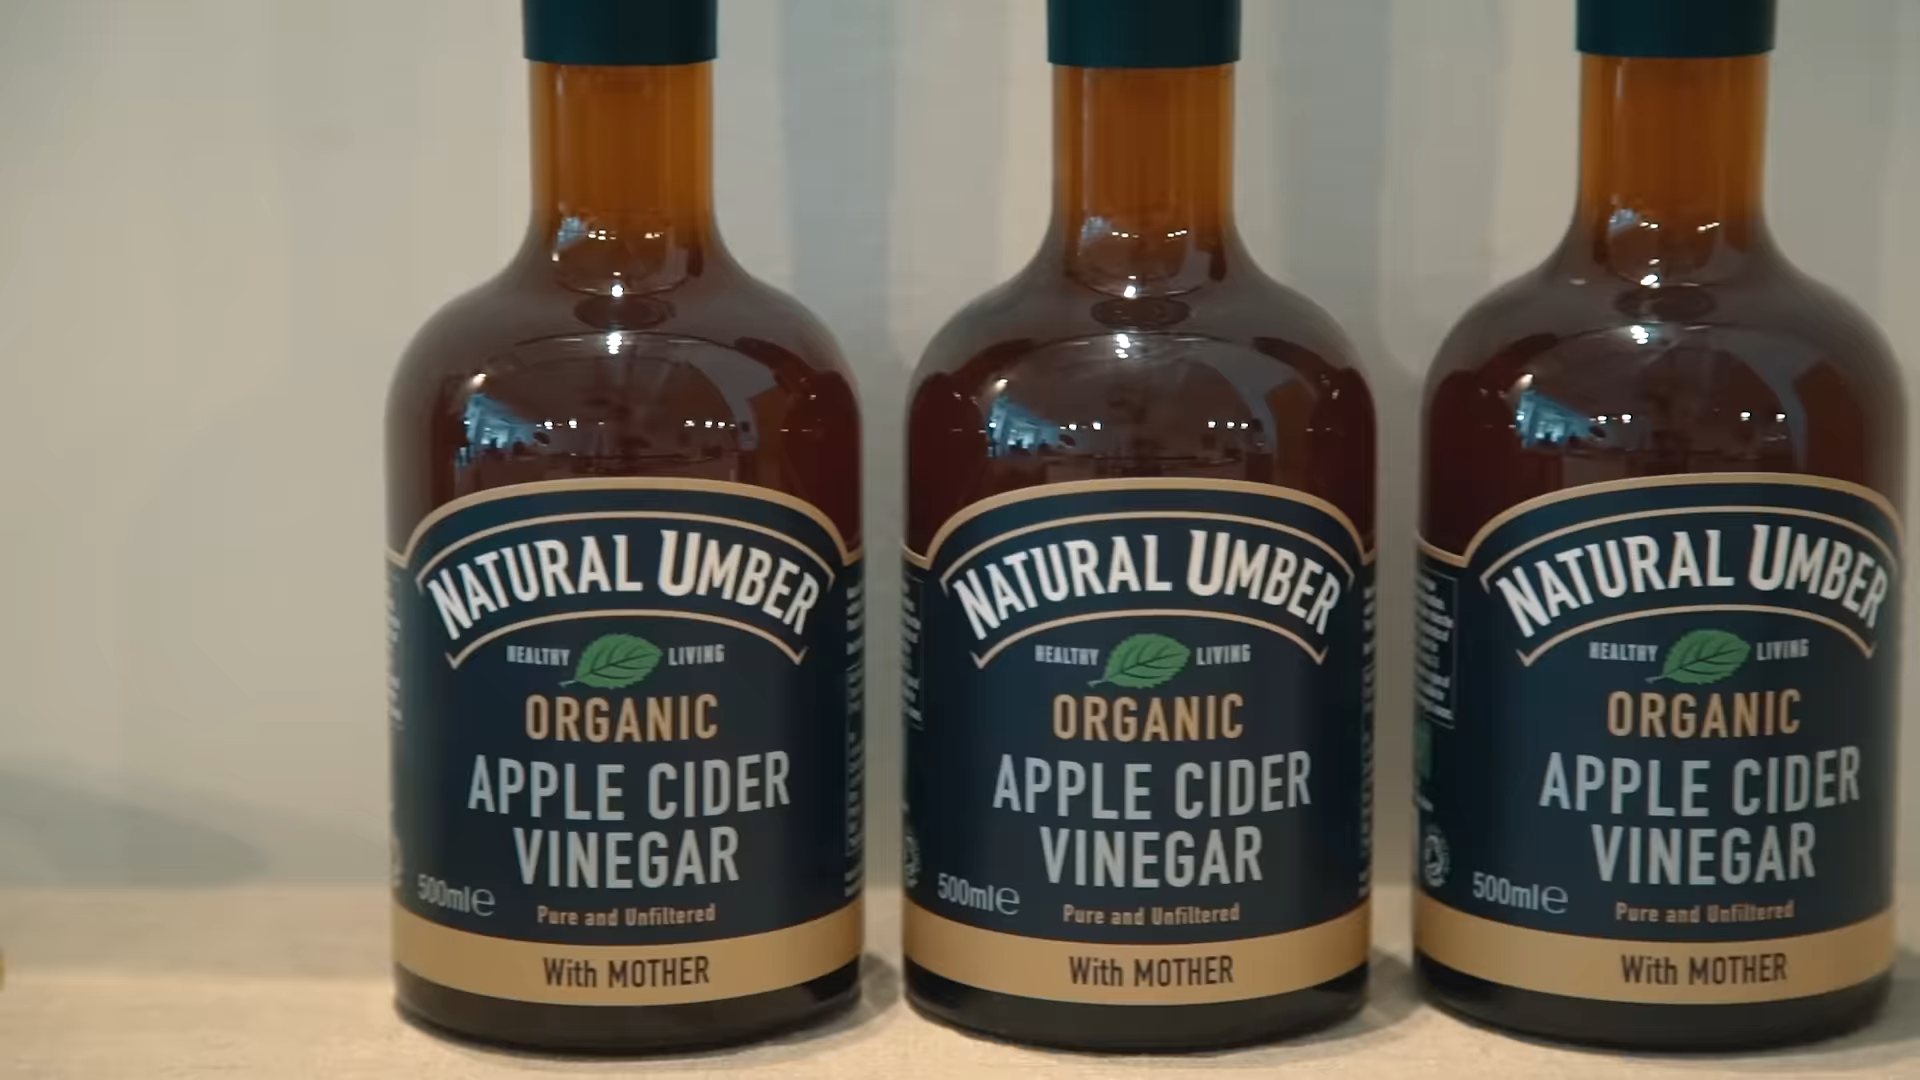 NATURAL UMBER
HEALTHY LIVING
ORGANIC
APPLE CIDER
VINEGAR
500ml℮
Pure and Unfiltered
With MOTHER
NATURAL UMBER
HEALTHY LIVING
ORGANIC
APPLE CIDER
VINEGAR
500ml℮
Pure and Unfiltered
With MOTHER
NATURAL UMBER
HEALTHY LIVING
ORGANIC
APPLE CIDER
VINEGAR
500ml℮
Pure and Unfiltered
With MOTHER